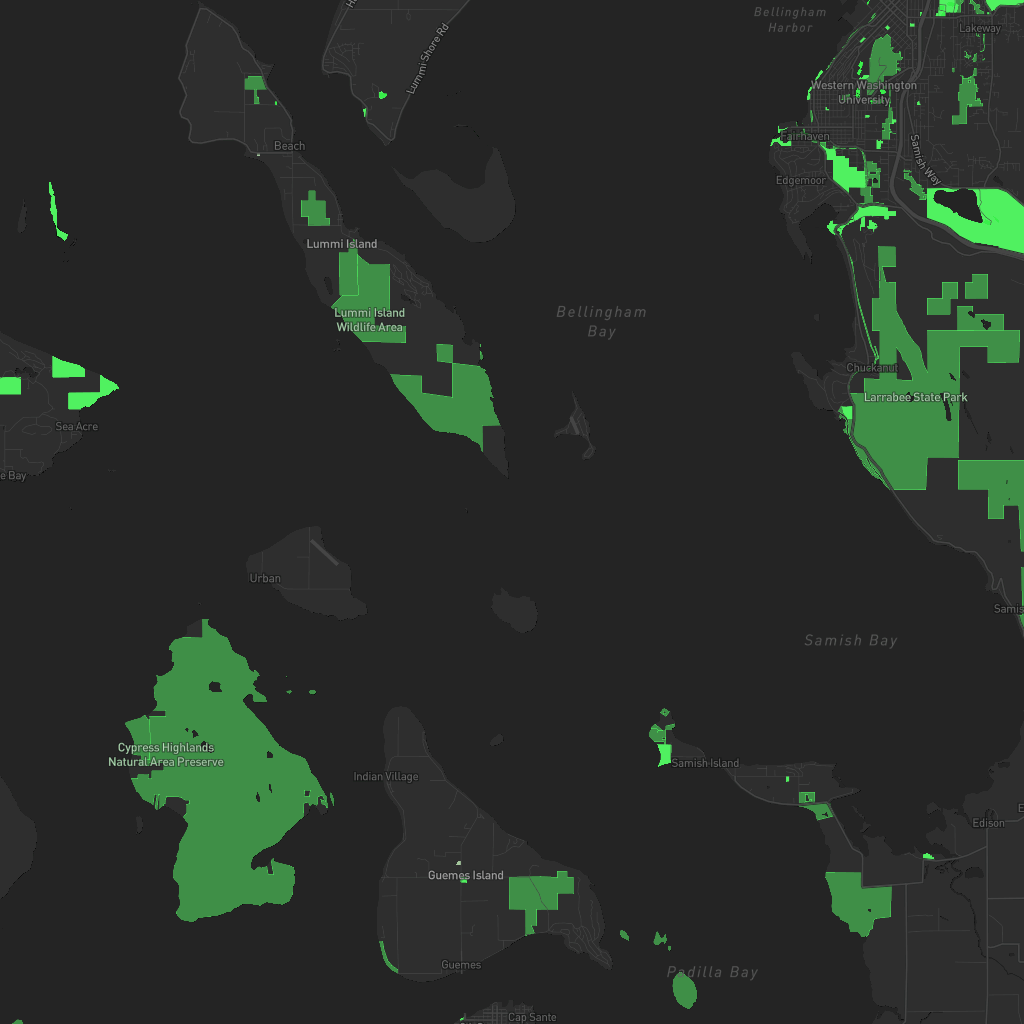 Bellingham
Harbor
Lakeway
Lummi Shore Rd
Western Washington
University
Fairhaven
Samish Way
Beach
Edgemoor
Lummi Island
Lummi Island
Wildlife Area
Bellingham
Bay
Chuckanut
Larrabee State Park
Sea Acre
e Bay
Urban
Samis
Samish Bay
Cypress Highlands
Natural Area Preserve
Indian Village
Samish Island
Edison
Guemes Island
Guemes
Padilla Bay
Cap Sante